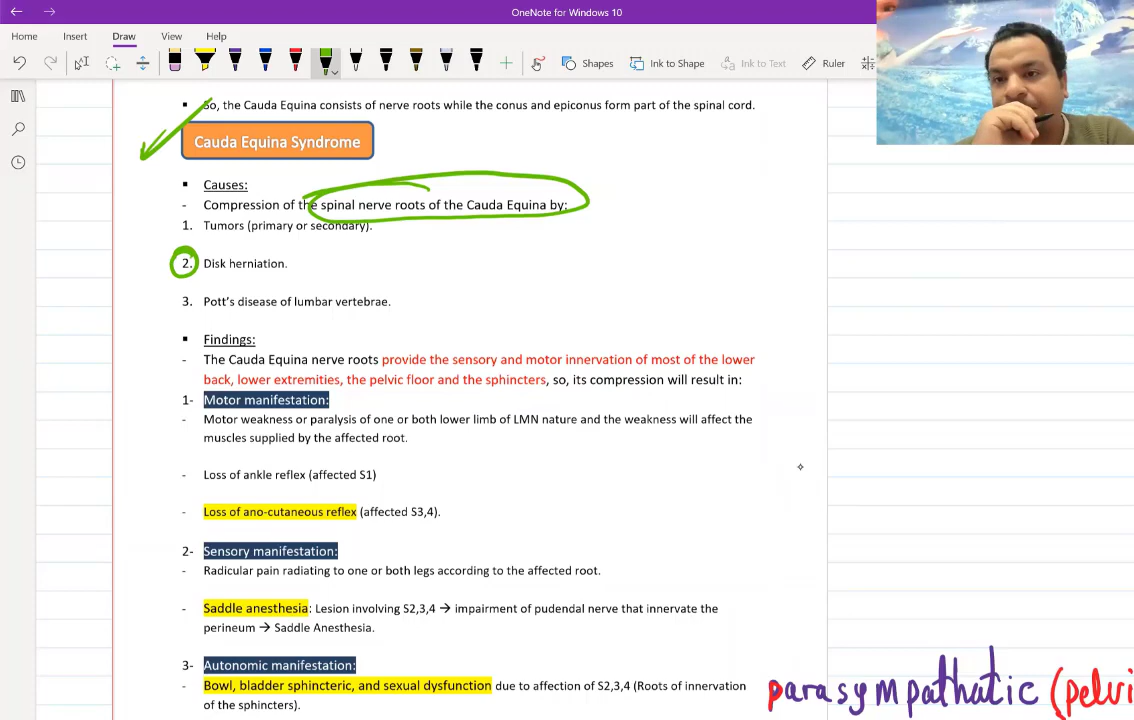 OneNote for Windows 10
Home Insert Draw View Help
Shapes Ink to Shape Ink to Text Ruler
▪ So, the Cauda Equina consists of nerve roots while the conus and epiconus form part of the spinal cord.
Cauda Equina Syndrome
▪ Causes:
- Compression of the spinal nerve roots of the Cauda Equina by:
1. Tumors (primary or secondary).
2. Disk herniation.
3. Pott's disease of lumbar vertebrae.
▪ Findings:
- The Cauda Equina nerve roots provide the sensory and motor innervation of most of the lower
back, lower extremities, the pelvic floor and the sphincters, so, its compression will result in:
1- Motor manifestation:
- Motor weakness or paralysis of one or both lower limb of LMN nature and the weakness will affect the
muscles supplied by the affected root.
- Loss of ankle reflex (affected S1)
- Loss of ano-cutaneous reflex (affected S3,4).
2- Sensory manifestation:
- Radicular pain radiating to one or both legs according to the affected root.
- Saddle anesthesia: Lesion involving S2,3,4 → impairment of pudendal nerve that innervate the
perineum → Saddle Anesthesia.
3- Autonomic manifestation:
- Bowl, bladder sphincteric, and sexual dysfunction due to affection of S2,3,4 (Roots of innervation
of the sphincters).
parasympathatic (pelvi